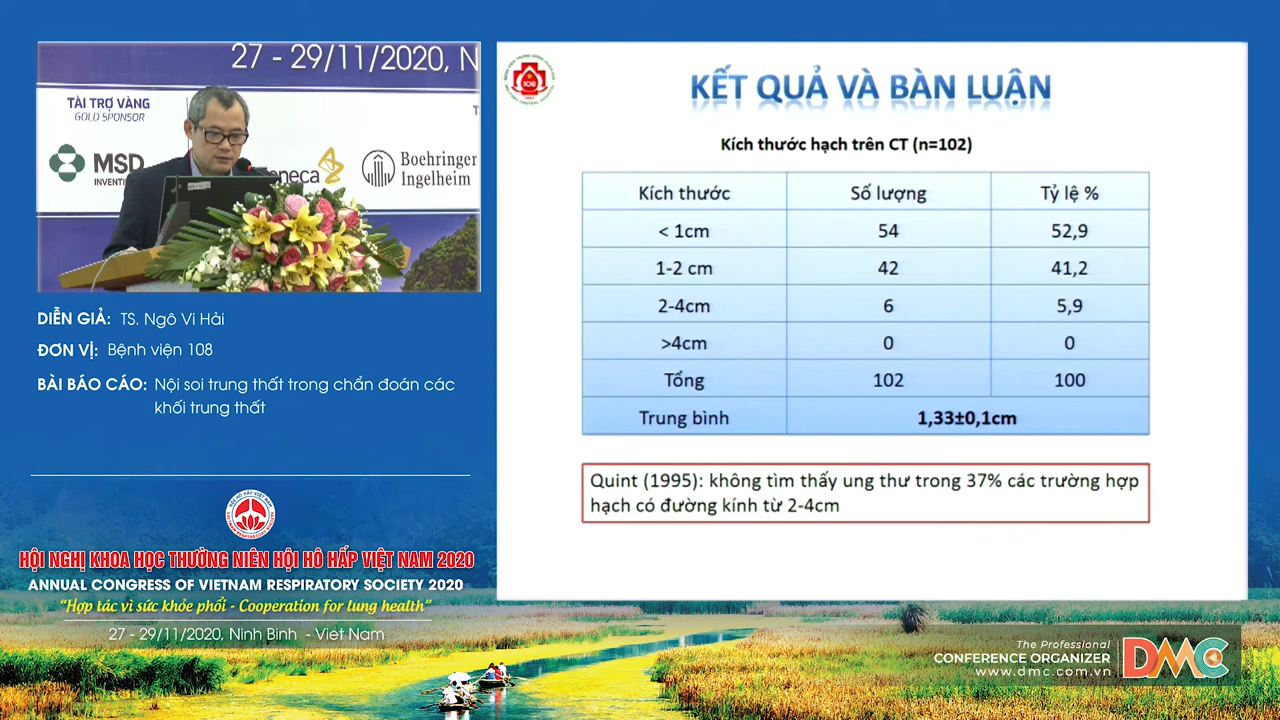 27 - 29/11/2020, N
TÀI TRỢ VÀNG
GOLD SPONSOR
MSD
INVENTI
eneca
Boehringer
Ingelheim
DIỄN GIẢ: TS. Ngô Vi Hải
ĐƠN VỊ: Bệnh viện 108
BÀI BÁO CÁO: Nội soi trung thất trong chẩn đoán các
khối trung thất
HỘI NGHỊ KHOA HỌC THƯỜNG NIÊN HỘI HÔ HẤP VIỆT NAM 2020
ANNUAL CONGRESS OF VIETNAM RESPIRATORY SOCIETY 2020
“Hợp tác vì sức khỏe phổi - Cooperation for lung health”
27 - 29/11/2020, Ninh Binh - Viet Nam
108
KẾT QUẢ VÀ BÀN LUẬN
Kích thước hạch trên CT (n=102)
Kích thước Số lượng Tỷ lệ %
< 1cm 54 52,9
1-2 cm 42 41,2
2-4cm 6 5,9
>4cm 0 0
Tổng 102 100
Trung bình 1,33±0,1cm
Quint (1995): không tìm thấy ung thư trong 37% các trường hợp
hạch có đường kính từ 2-4cm
The Professional
CONFERENCE ORGANIZER
www.dmc.com.vn
DMC